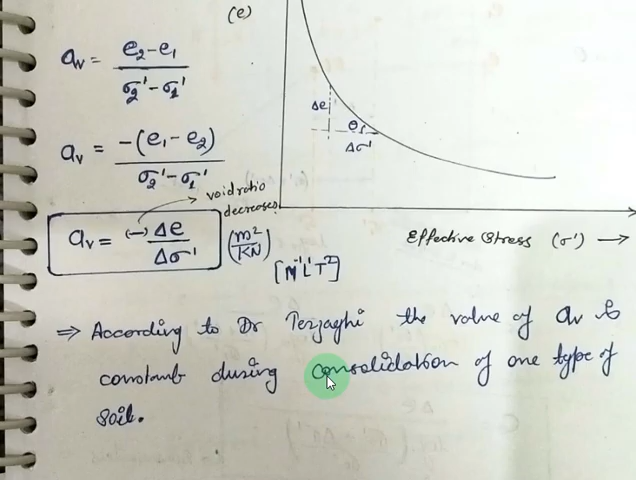 (e)
av = e2-e1 / σ2' - σ1'
Δe
e1
Δσ'
av = -(e1-e2) / σ2' - σ1'
void ratio
decreases
av = (-) Δe / Δσ' (m²/KN)
Effective Stress (σ') →
[M⁻¹L¹T²]
⇒ According to Dr Terzaghi the value of av is
constant during consolidation of one type of
soil.